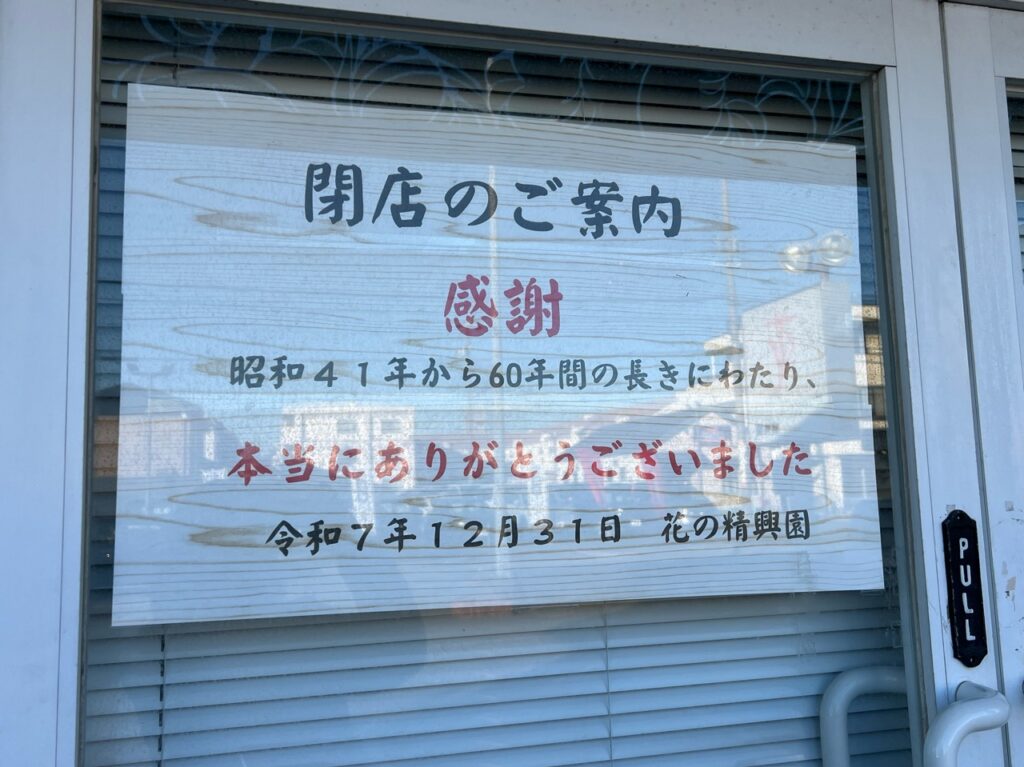 閉店のご案内
感謝
昭和４１年から60年間の長きにわたり、
本当にありがとうございました
令和７年１２月３１日　花の精興園
PULL